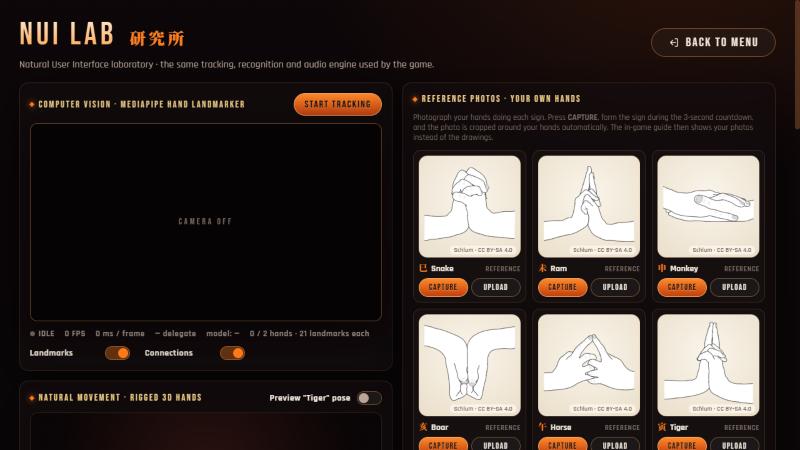 NUI LAB 研究所
Natural User Interface laboratory · the same tracking, recognition and audio engine used by the game.
BACK TO MENU
COMPUTER VISION · MEDIAPIPE HAND LANDMARKER
START TRACKING
CAMERA OFF
IDLE 0 FPS 0 ms / frame — delegate model: — 0 / 2 hands · 21 landmarks each
Landmarks Connections
NATURAL MOVEMENT · RIGGED 3D HANDS
Preview "Tiger" pose
REFERENCE PHOTOS · YOUR OWN HANDS
Photograph your hands doing each sign. Press CAPTURE, form the sign during the 3-second countdown,
and the photo is cropped around your hands automatically. The in-game guide then shows your photos
instead of the drawings.
Schlum · CC BY-SA 4.0 Schlum · CC BY-SA 4.0 Schlum · CC BY-SA 4.0
巳 Snake REFERENCE 未 Ram REFERENCE 申 Monkey REFERENCE
CAPTURE UPLOAD CAPTURE UPLOAD CAPTURE UPLOAD
Schlum · CC BY-SA 4.0 Schlum · CC BY-SA 4.0 Schlum · CC BY-SA 4.0
亥 Boar REFERENCE 午 Horse REFERENCE 寅 Tiger REFERENCE
CAPTURE UPLOAD CAPTURE UPLOAD CAPTURE UPLOAD